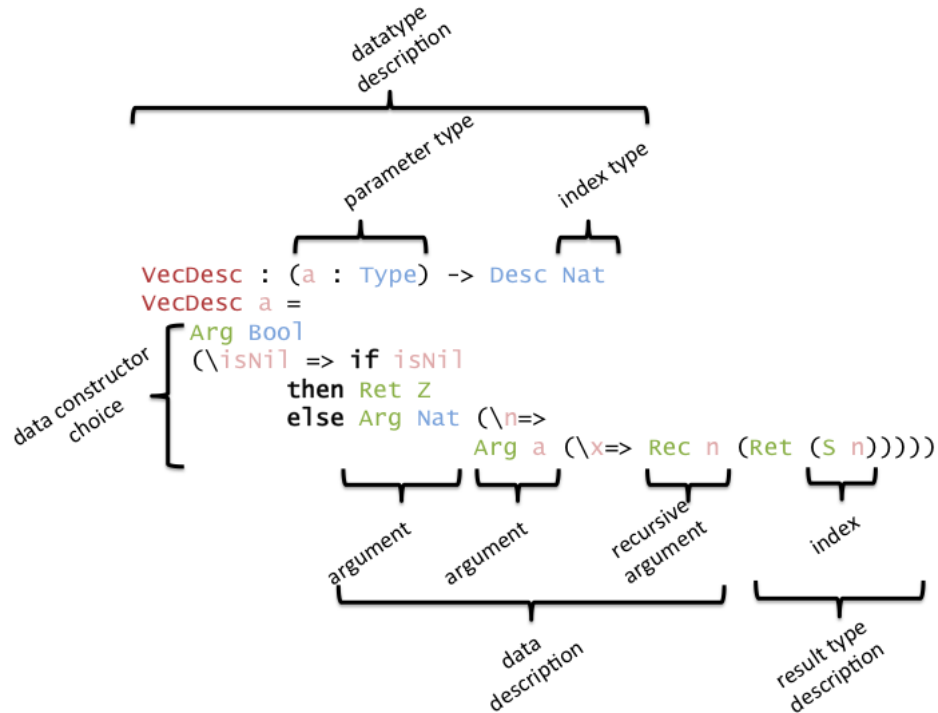 datatype
description
parameter type
index type
VecDesc : (a : Type) -> Desc Nat
VecDesc a =
Arg Bool
(\isNil => if isNil
then Ret Z
else Arg Nat (\n=>
Arg a (\x=> Rec n (Ret (S n)))))
data constructor
choice
argument
argument
recursive
argument
index
data
description
result type
description